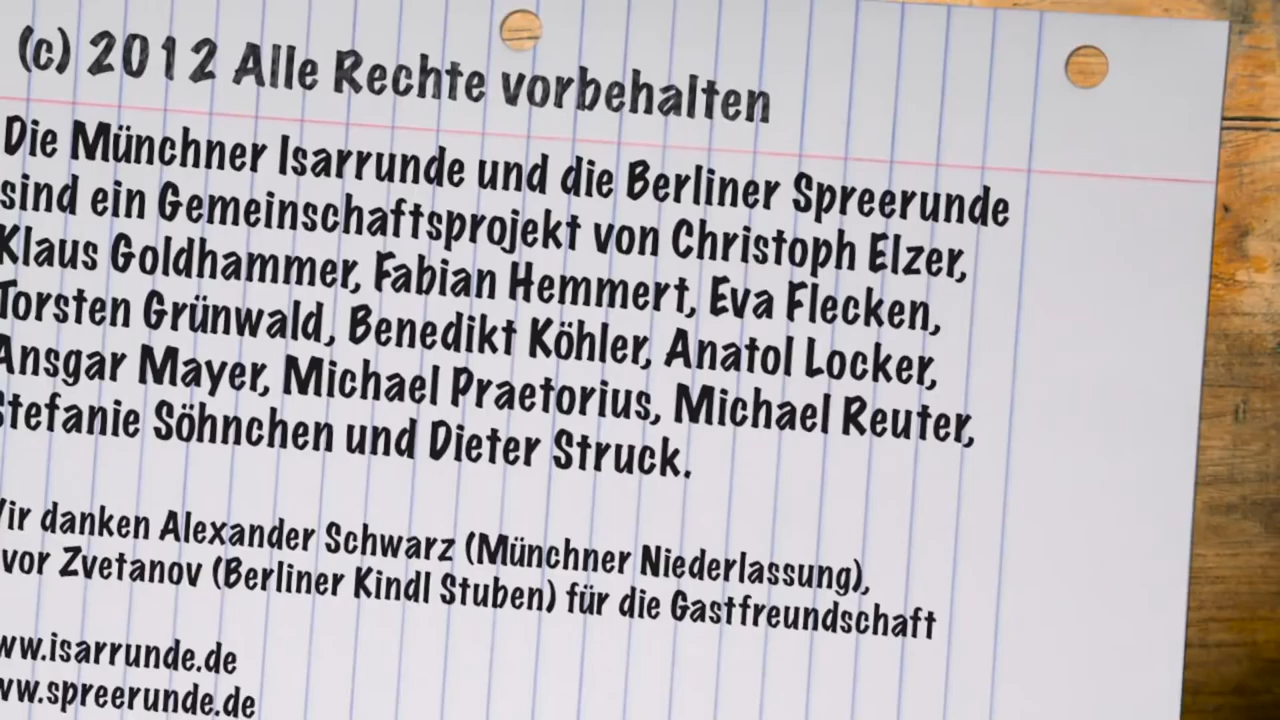 (c) 2012 Alle Rechte vorbehalten
Die Münchner Isarrunde und die Berliner Spreerunde
sind ein Gemeinschaftsprojekt von Christoph Elzer,
Klaus Goldhammer, Fabian Hemmert, Eva Flecken,
Torsten Grünwald, Benedikt Köhler, Anatol Locker,
Ansgar Mayer, Michael Praetorius, Michael Reuter,
Stefanie Söhnchen und Dieter Struck.
Wir danken Alexander Schwarz (Münchner Niederlassung),
Zvetanov (Berliner Kindl Stuben) für die Gastfreundschaft
ww.isarrunde.de
ww.spreerunde.de